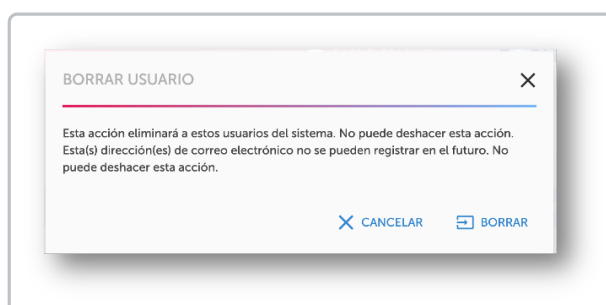 BORRAR USUARIO
Esta acción eliminará a estos usuarios del sistema. No puede deshacer esta acción.
Esta(s) dirección(es) de correo electrónico no se pueden registrar en el futuro. No
puede deshacer esta acción.
CANCELAR BORRAR